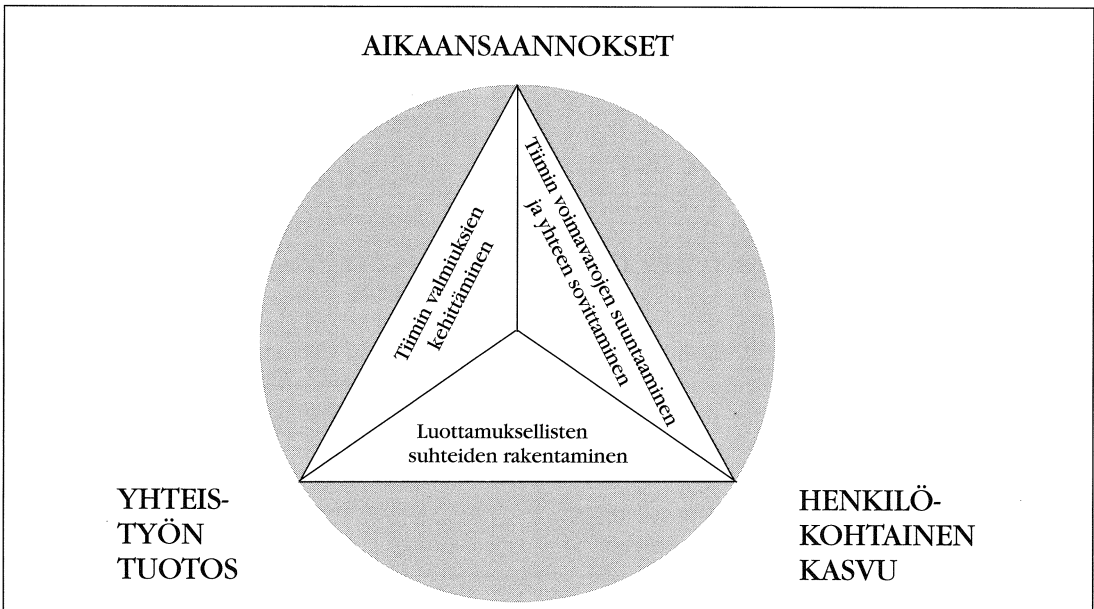 AIKAANSAANNOKSET
Tiimin valmiuksien
kehittäminen
Tiimin voimavarojen suuntaaminen
ja yhteen sovittaminen
Luottamuksellisten
suhteiden rakentaminen
YHTEIS-
TYÖN
TUOTOS
HENKILÖ-
KOHTAINEN
KASVU